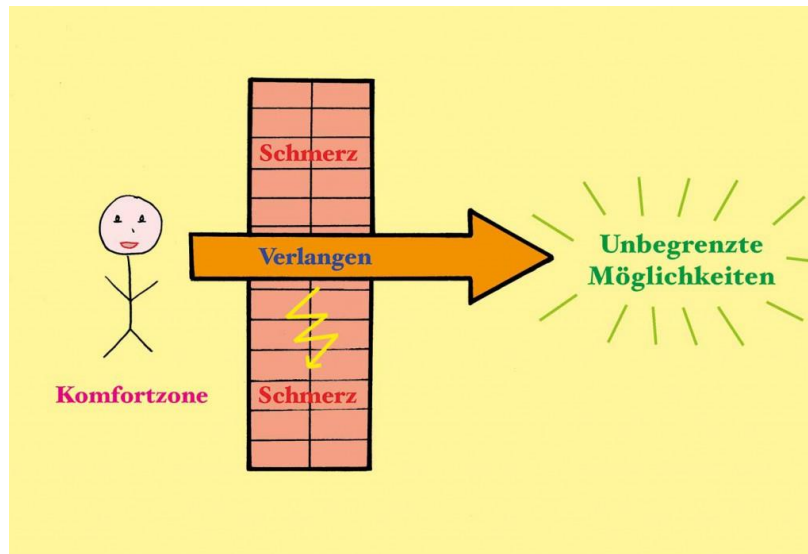 Schmerz
Verlangen
Unbegrenzte
Möglichkeiten
Komfortzone
Schmerz